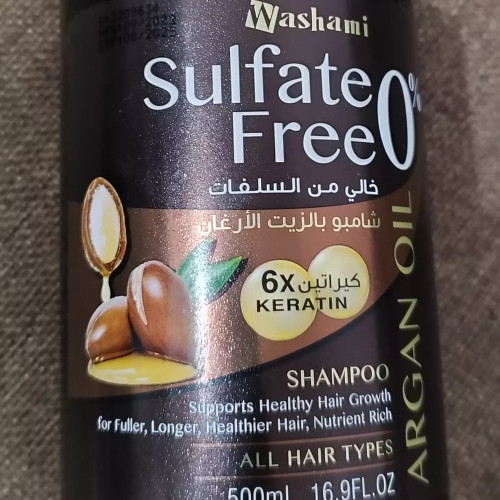 Washami
Sulfate
Free 0%
خالي من السلفات
شامبو بالزيت الأرغان
6X كيراتين
KERATIN
ARGAN OIL
SHAMPOO
Supports Healthy Hair Growth
for Fuller, Longer, Healthier Hair, Nutrient Rich
ALL HAIR TYPES
500ml 16.9FL.OZ